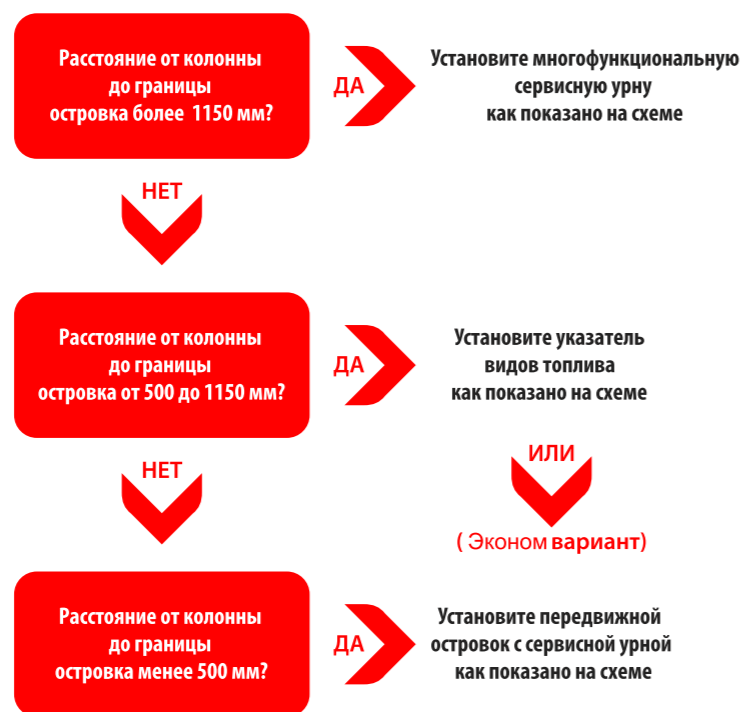 Расстояние от колонны
до границы
островка более 1150 мм?
ДА
Установите многофункциональную
сервисную урну
как показано на схеме
НЕТ
Расстояние от колонны
до границы
островка от 500 до 1150 мм?
ДА
Установите указатель
видов топлива
как показано на схеме
НЕТ
ИЛИ
( Эконом вариант)
Расстояние от колонны
до границы
островка менее 500 мм?
ДА
Установите передвижной
островок с сервисной урной
как показано на схеме